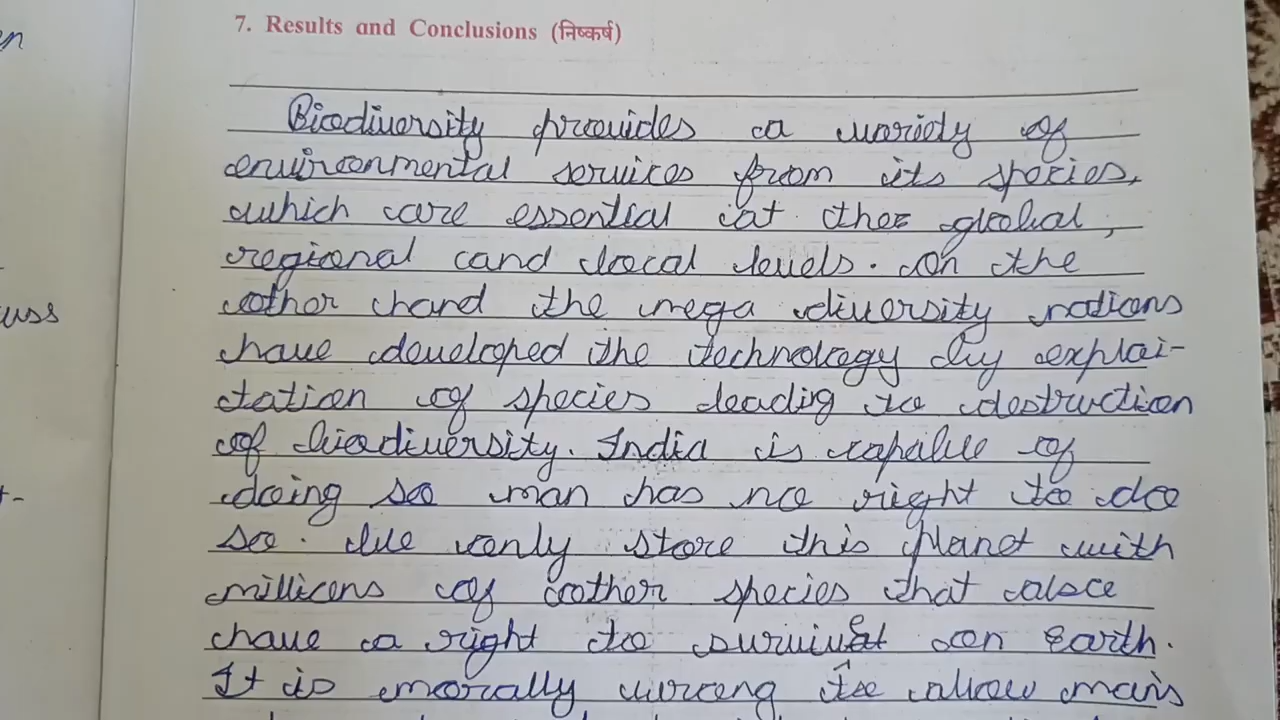 en
7. Results and Conclusions (निष्कर्ष)
Biodiversity provides a variety of
environmental services from its species,
which are essential at the global,
regional and local levels. On the
uss
other hand the mega diversity nations
have developed the technology by exploi-
tation of species leadig to destruction
of biodiversity. India is capable of
doing so man has no right to do
so. We only store this planet with
millions of other species that also
have a right to survive on Earth.
It is morally wrong to allow man's